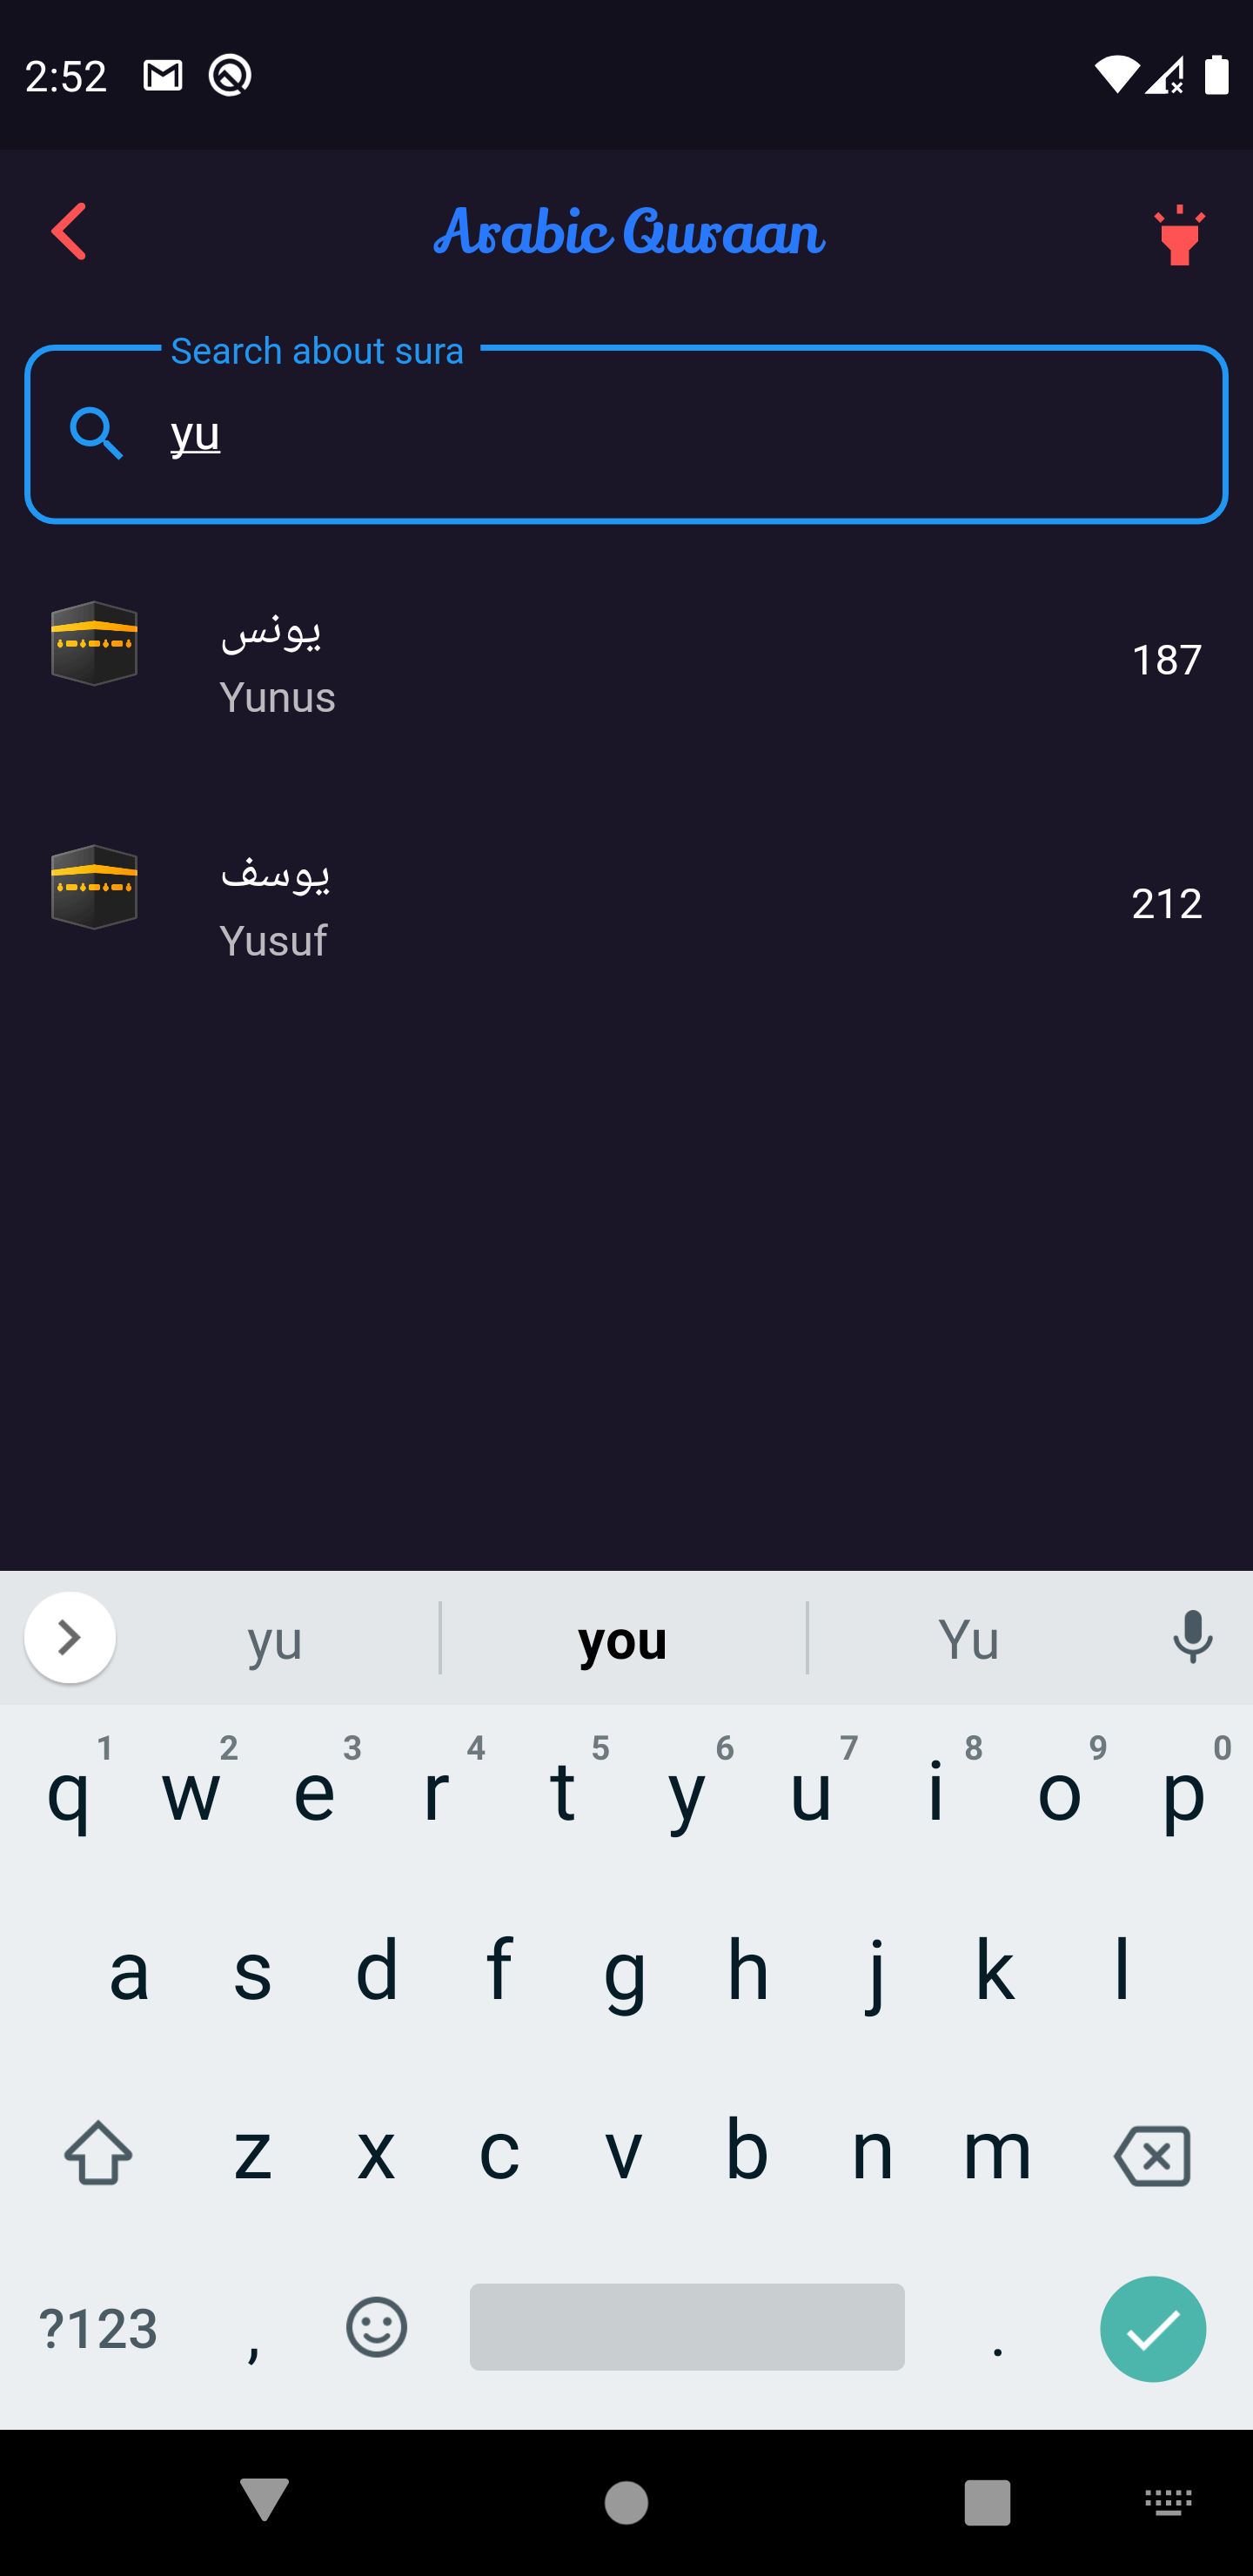 2:52
Arabic Quraan
Search about sura
yu
يونس
Yunus
187
يوسف
Yusuf
212
yu you Yu
1 2 3 4 5 6 7 8 9 0
q w e r t y u i o p
a s d f g h j k l
z x c v b n m
?123 , .